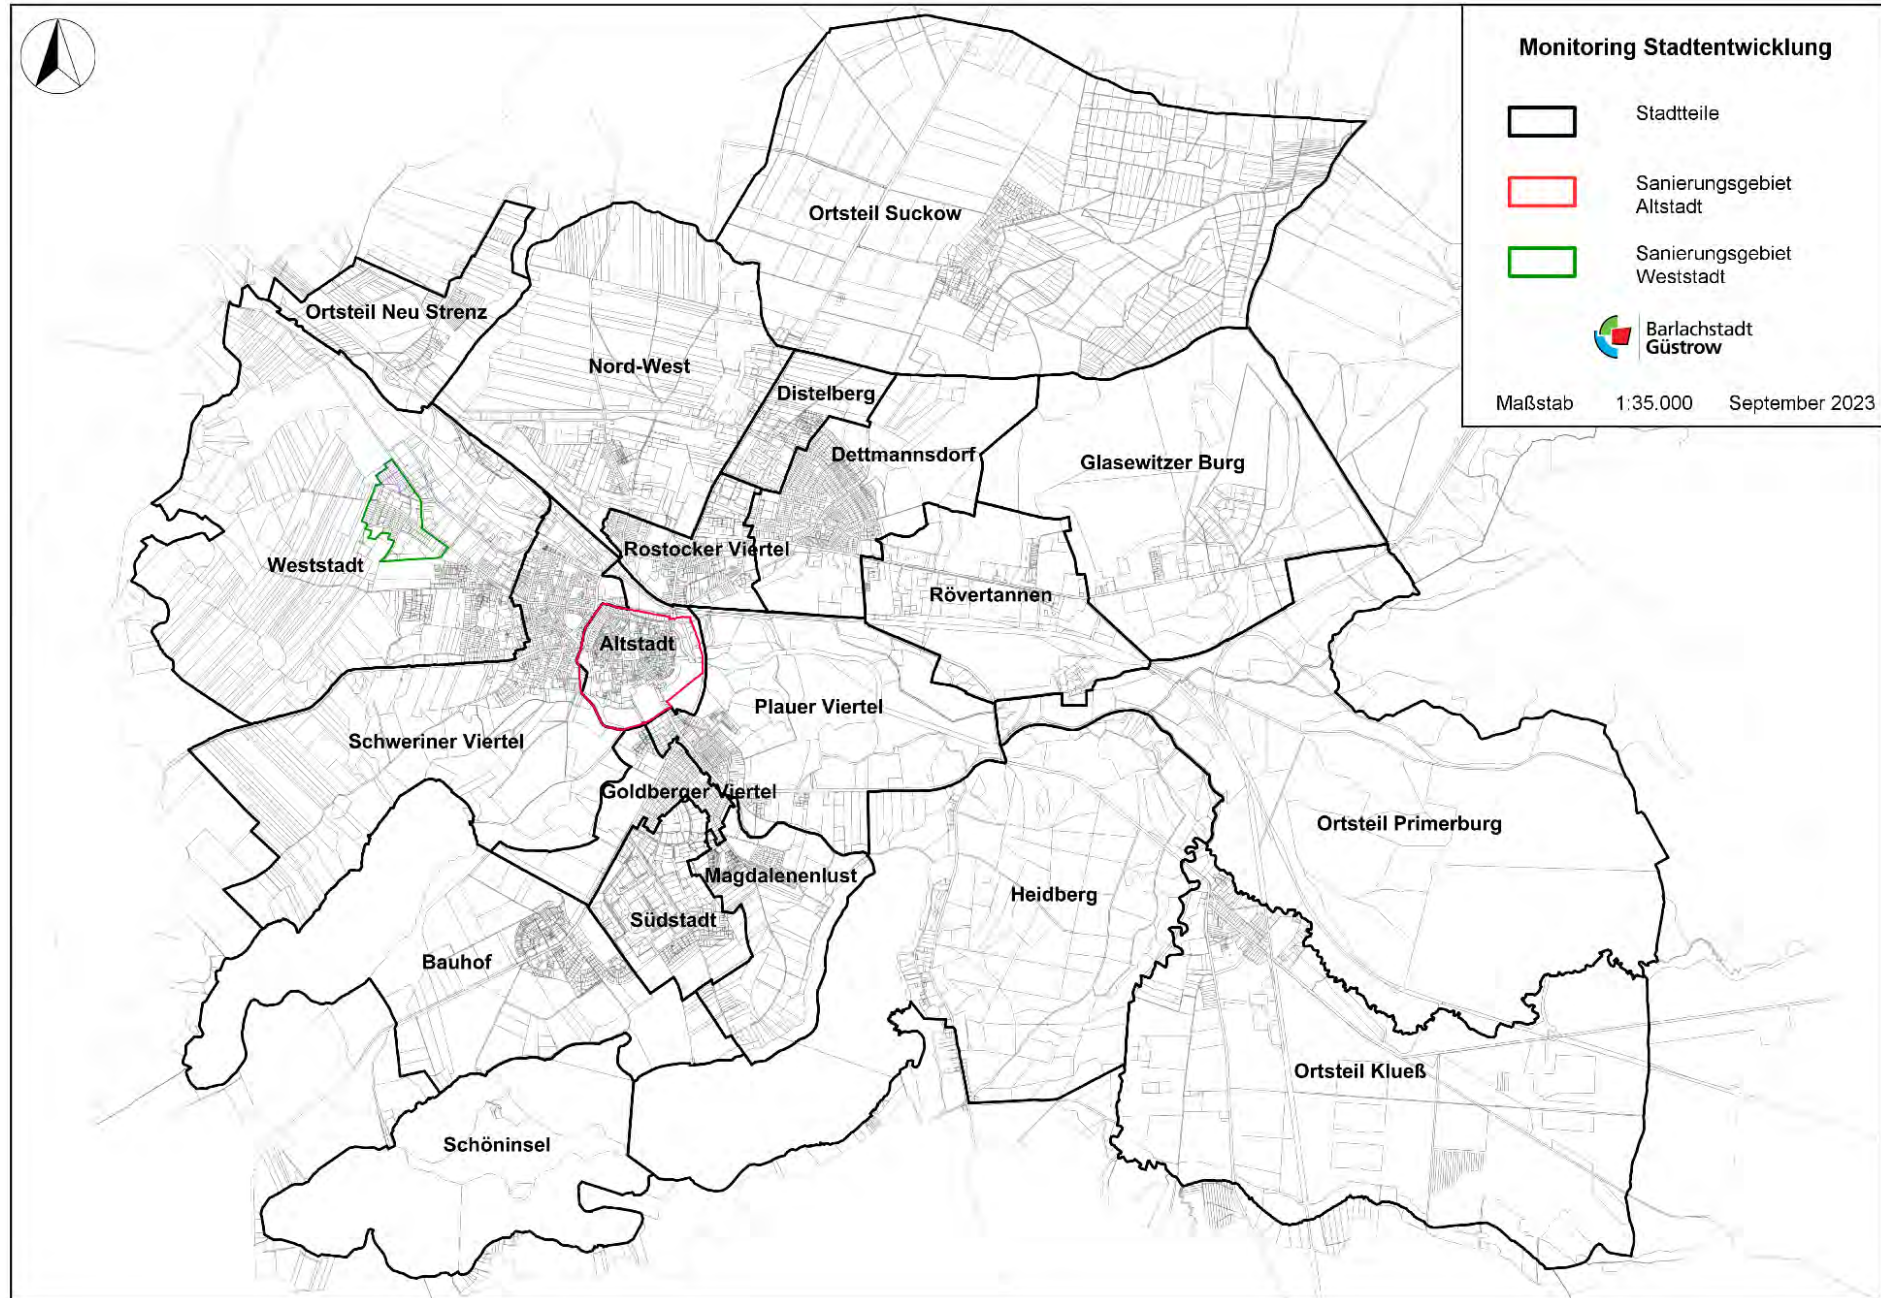 Monitoring Stadtentwicklung
Stadtteile
Sanierungsgebiet
Altstadt
Sanierungsgebiet
Weststadt
Barlachstadt
Güstrow
Maßstab 1:35.000 September 2023
Ortsteil Suckow
Ortsteil Neu Strenz
Nord-West
Distelberg
Dettmannsdorf
Glasewitzer Burg
Rostocker Viertel
Weststadt
Rövertannen
Altstadt
Plauer Viertel
Schweriner Viertel
Goldberger Viertel
Ortsteil Primerburg
Magdalenenlust
Heidberg
Südstadt
Bauhof
Ortsteil Klueß
Schöninsel